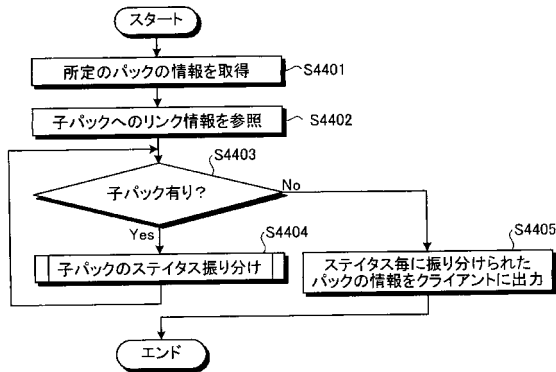 スタート
所定のパックの情報を取得
S4401
子パックへのリンク情報を参照
S4402
S4403
子パック有り?
No
Yes
S4404
子パックのステイタス振り分け
S4405
ステイタス毎に振り分けられた
パックの情報をクライアントに出力
エンド